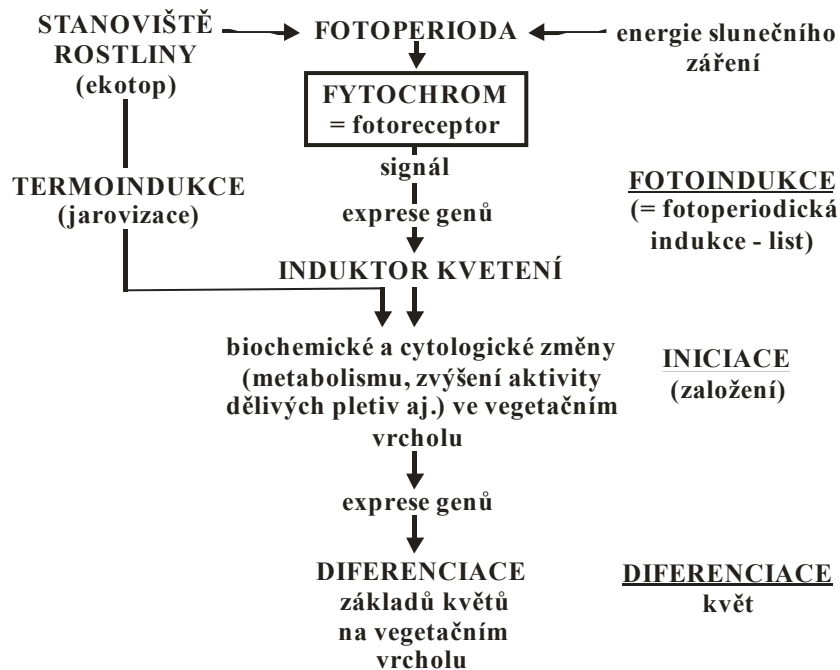 STANOVIŠTĚ
ROSTLINY
(ekotop)
FOTOPERIODA
energie slunečního
záření
FYTOCHROM
= fotoreceptor
signál
TERMOINDUKCE
(jarovizace)
exprese genů
FOTOINDUKCE
(= fotoperiodická
indukce - list)
INDUKTOR KVETENÍ
biochemické a cytologické změny
(metabolismu, zvýšení aktivity
dělivých pletiv aj.) ve vegetačním
vrcholu
INICIACE
(založení)
exprese genů
DIFERENCIACE
základů květů
na vegetačním
vrcholu
DIFERENCIACE
květ